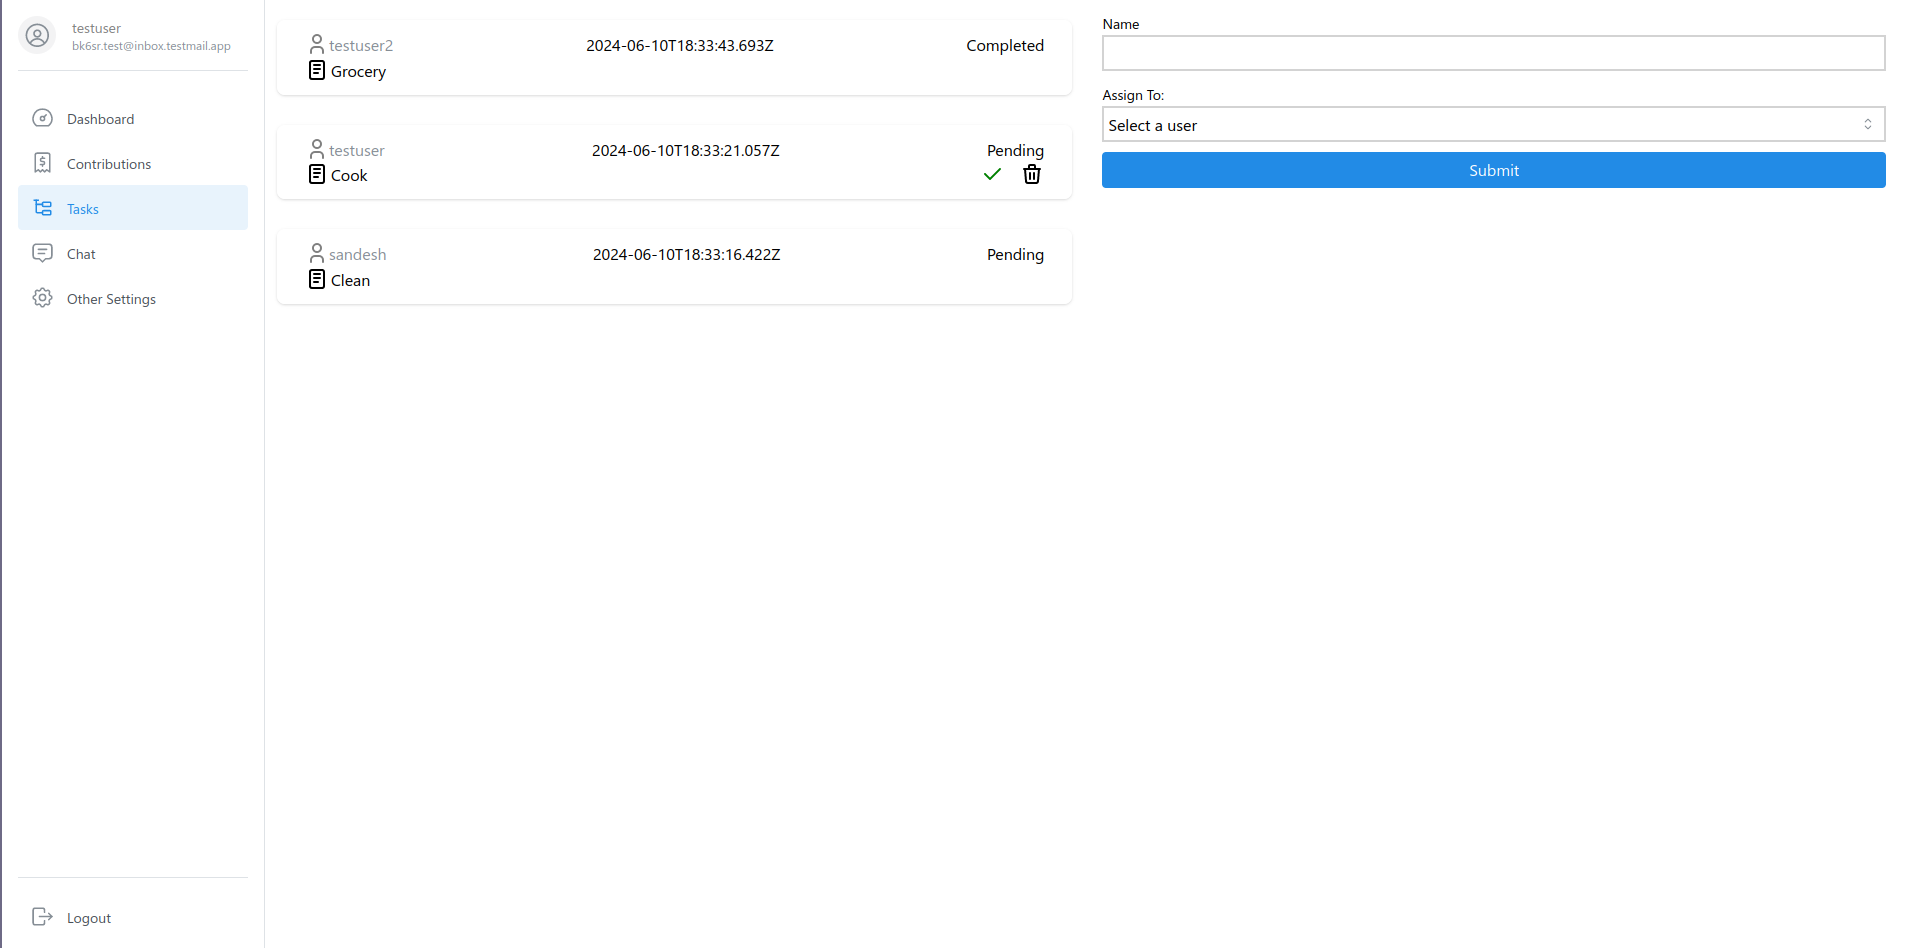 testuser
bk6sr.test@inbox.testmail.app
Dashboard
Contributions
Tasks
Chat
Other Settings
Logout
testuser2 2024-06-10T18:33:43.693Z Completed
Grocery
testuser 2024-06-10T18:33:21.057Z Pending
Cook
sandesh 2024-06-10T18:33:16.422Z Pending
Clean
Name
Assign To:
Select a user
Submit